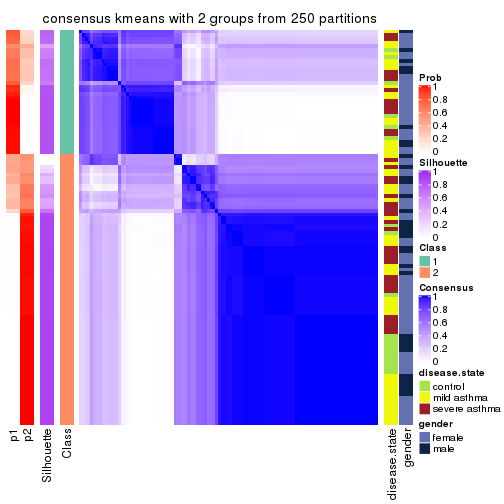 consensus kmeans with 2 groups from 250 partitions
Prob
1
0.8
0.6
0.4
0.2
0
Silhouette
1
0.8
0.6
0.4
0.2
0
Class
1
2
Consensus
1
0.8
0.6
0.4
0.2
0
disease.state
control
mild asthma
severe asthma
gender
female
male
p1
p2
Silhouette
Class
disease.state
gender